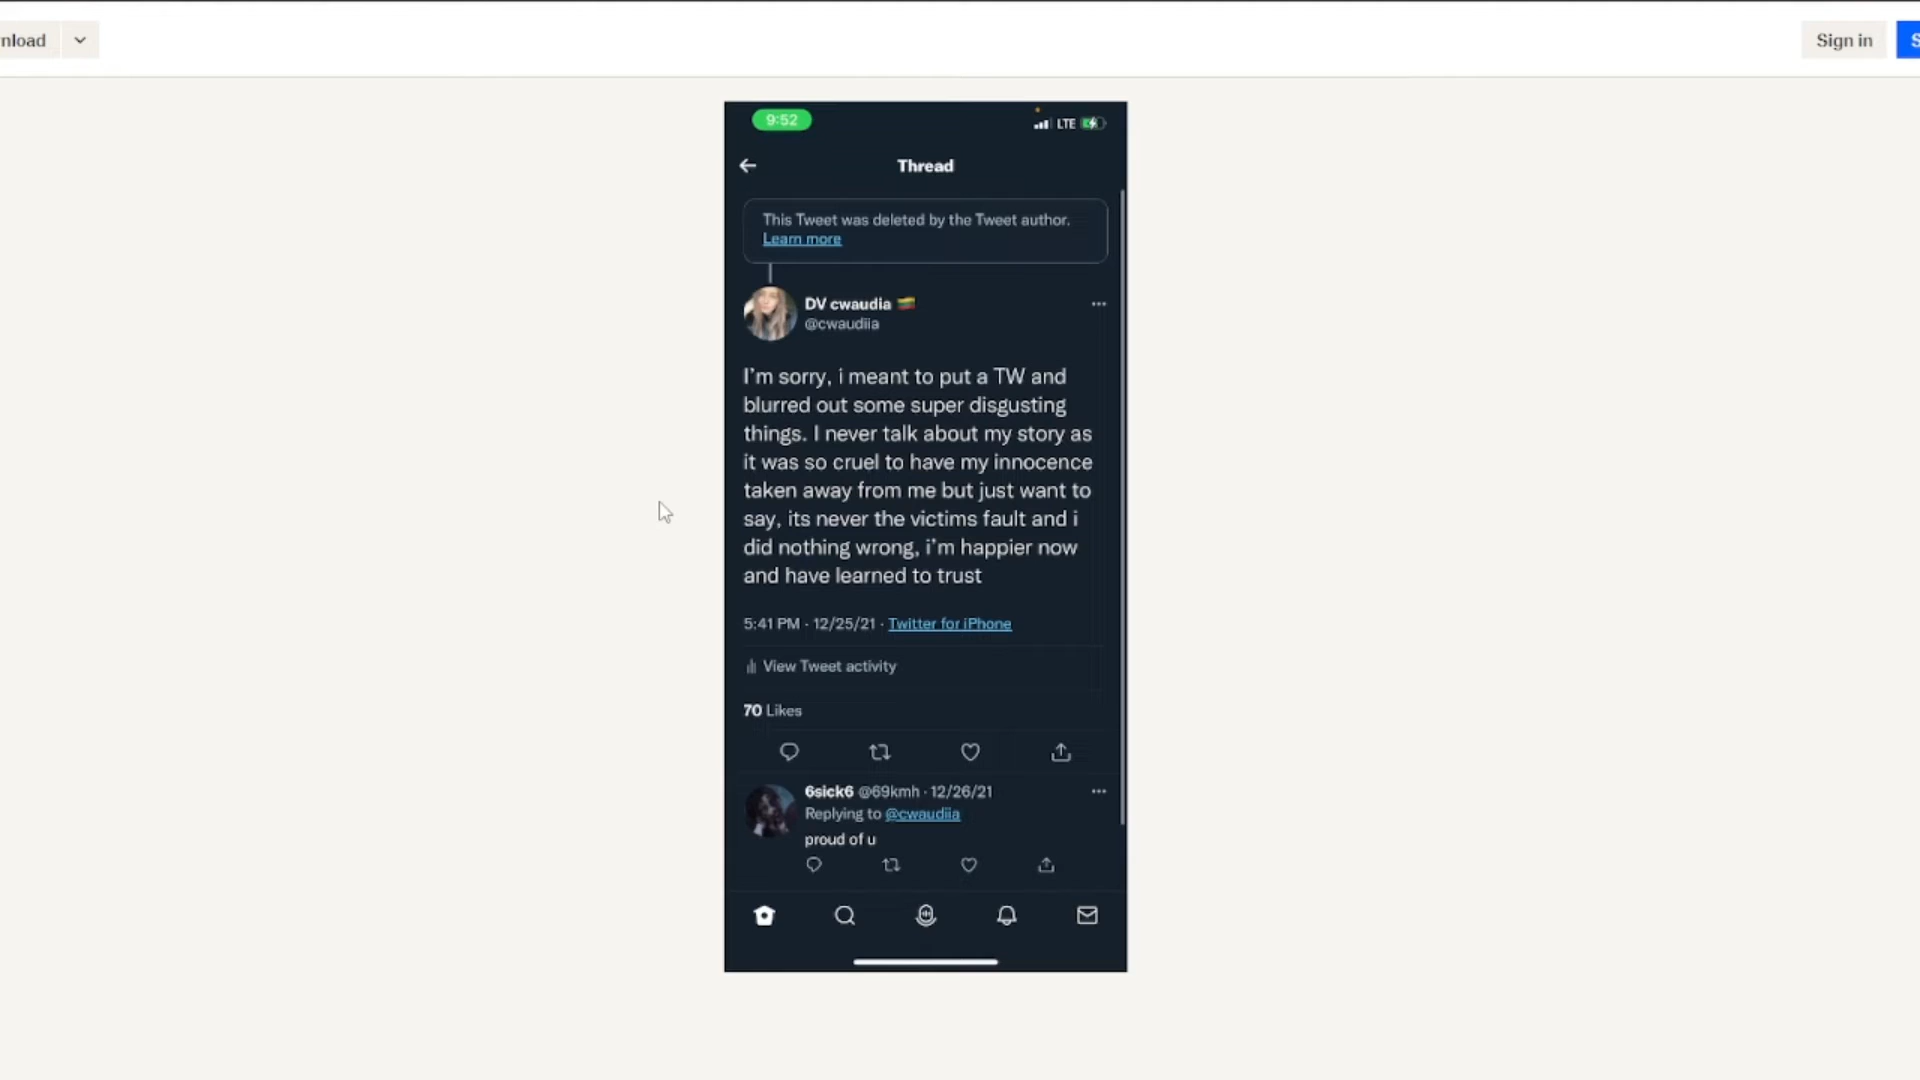 nload
Sign in
9:52
LTE
Thread
This Tweet was deleted by the Tweet author.
Learn more
DV cwaudia
@cwaudiia
I'm sorry, i meant to put a TW and
blurred out some super disgusting
things. I never talk about my story as
it was so cruel to have my innocence
taken away from me but just want to
say, its never the victims fault and i
did nothing wrong, i'm happier now
and have learned to trust
5:41 PM · 12/25/21 · Twitter for iPhone
View Tweet activity
70 Likes
6sick6 @69kmh · 12/26/21
Replying to @cwaudiia
proud of u